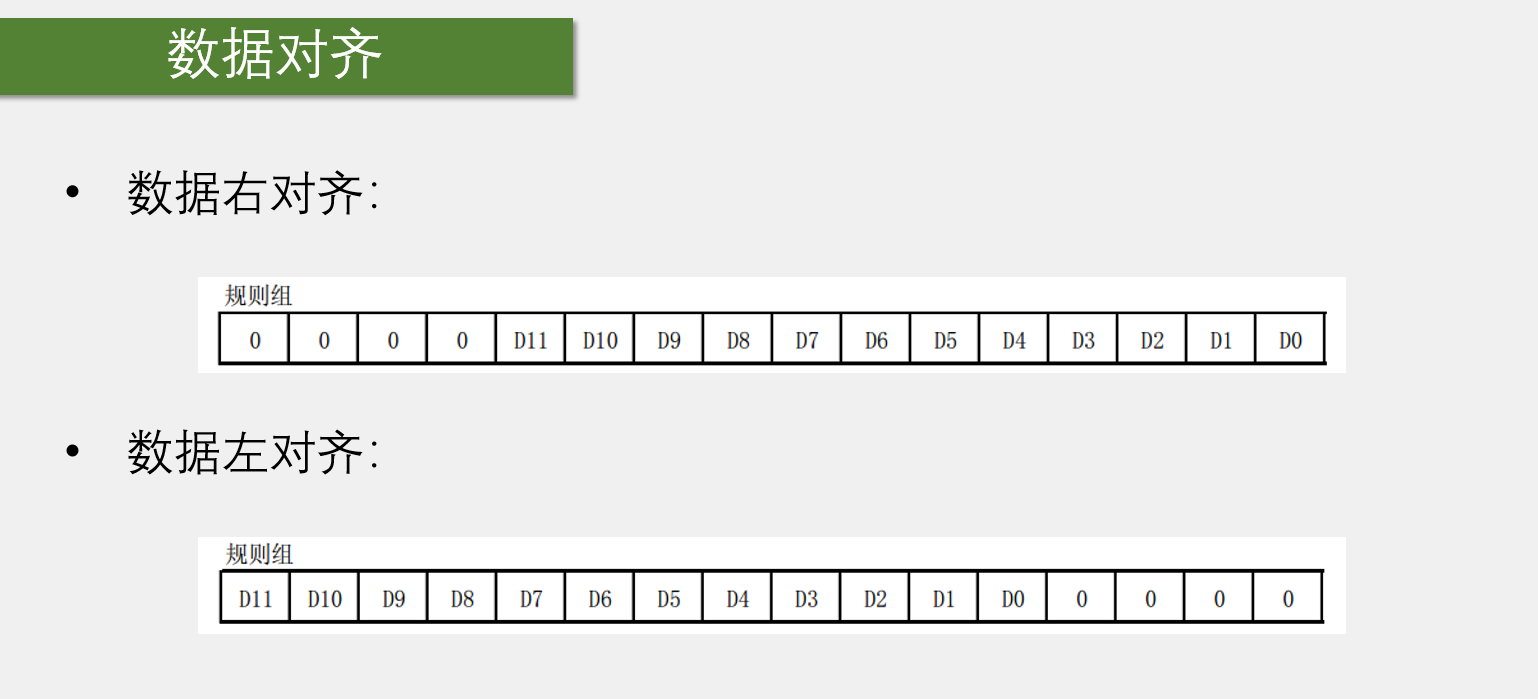 数据对齐
• 数据右对齐：
规则组
0 0 0 0 D11 D10 D9 D8 D7 D6 D5 D4 D3 D2 D1 D0
• 数据左对齐：
规则组
D11 D10 D9 D8 D7 D6 D5 D4 D3 D2 D1 D0 0 0 0 0